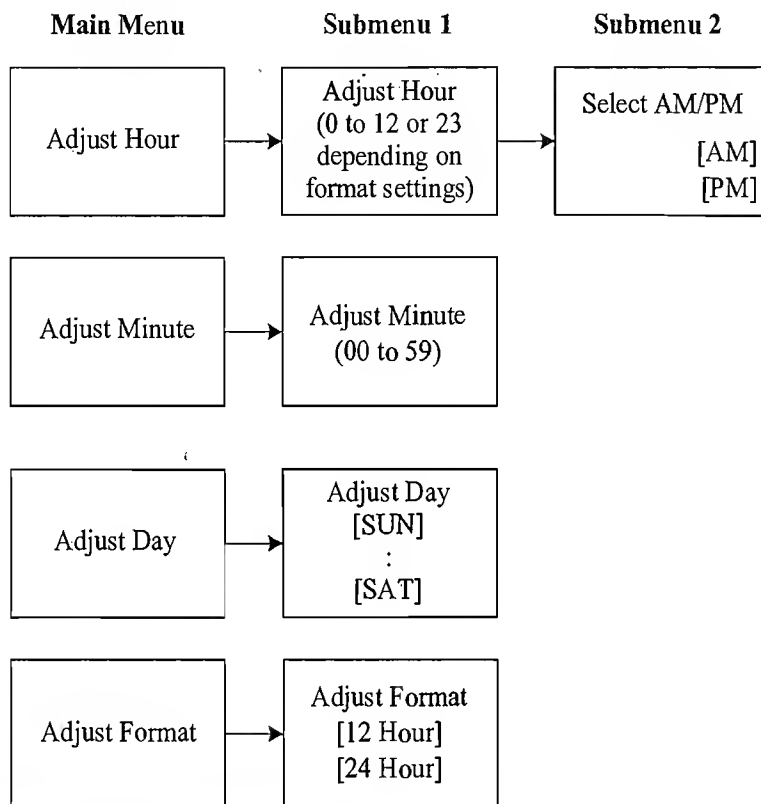 Main Menu
Submenu 1
Submenu 2
Adjust Hour
Adjust Hour
(0 to 12 or 23
depending on
format settings)
Select AM/PM
[AM]
[PM]
Adjust Minute
Adjust Minute
(00 to 59)
Adjust Day
Adjust Day
[SUN]
:
[SAT]
Adjust Format
Adjust Format
[12 Hour]
[24 Hour]